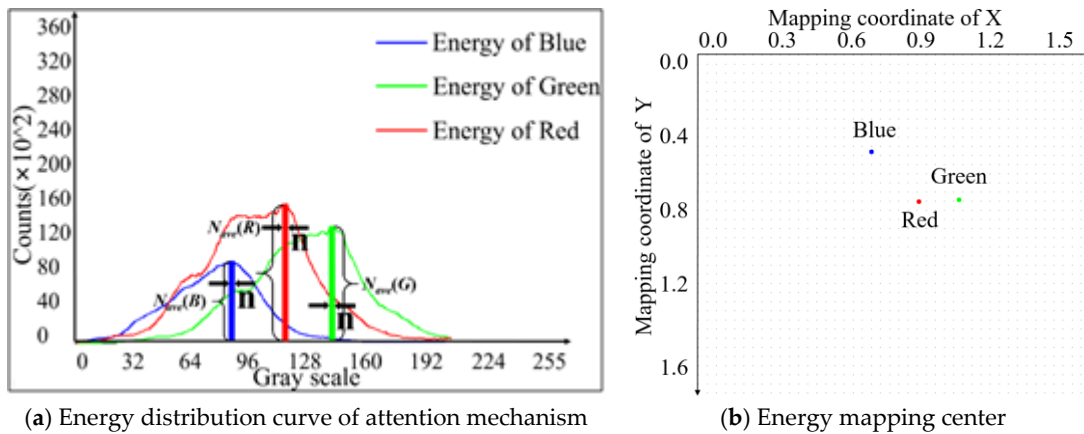 360
320
280
240
200
160
120
80
40
0
Counts(×10^2)
Energy of Blue
Energy of Green
Energy of Red
Nave(R)
n
Nave(B)
n
Nave(G)
n
0 32 64 96 128 160 192 224 255
Gray scale
(a) Energy distribution curve of attention mechanism
Mapping coordinate of X
0.0 0.3 0.6 0.9 1.2 1.5
0.0
0.4
0.8
1.2
1.6
Mapping coordinate of Y
Blue
Green
Red
(b) Energy mapping center